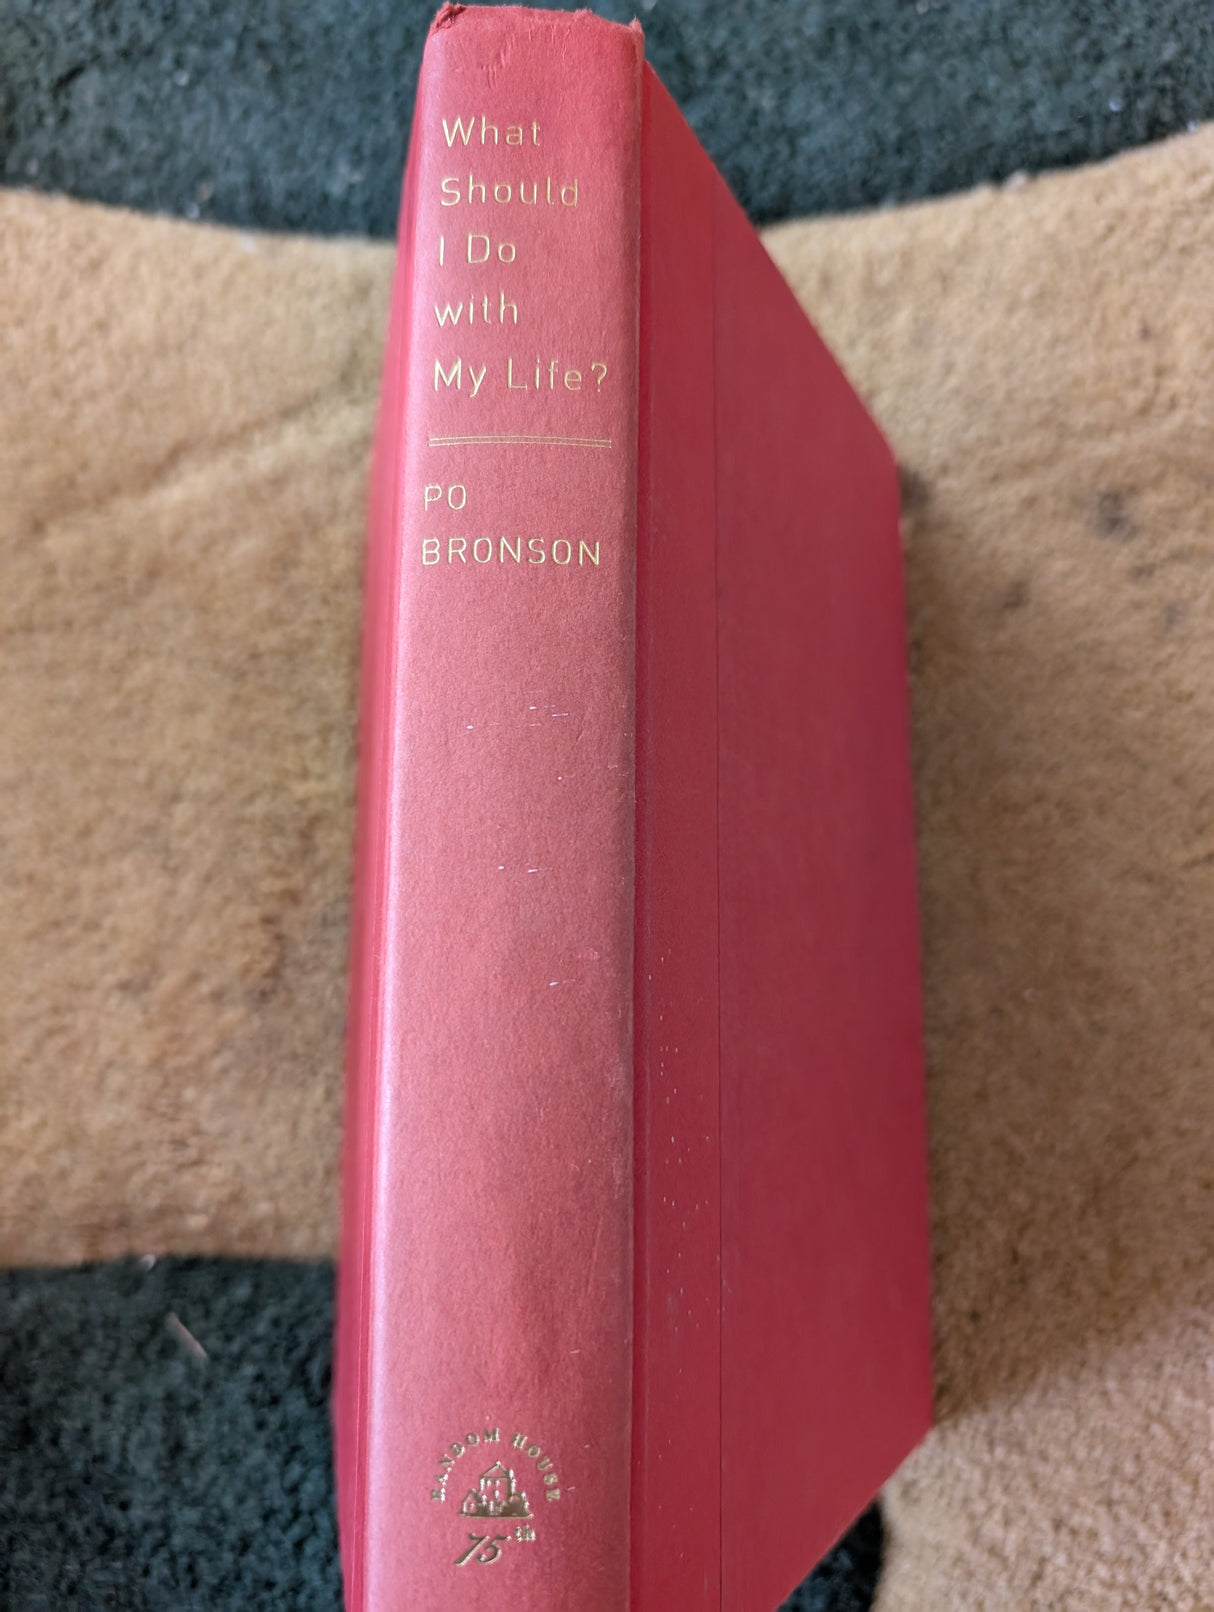 What
Should
I Do
with
My Life?
PO
BRONSON
RANDOM HOUSE
75th